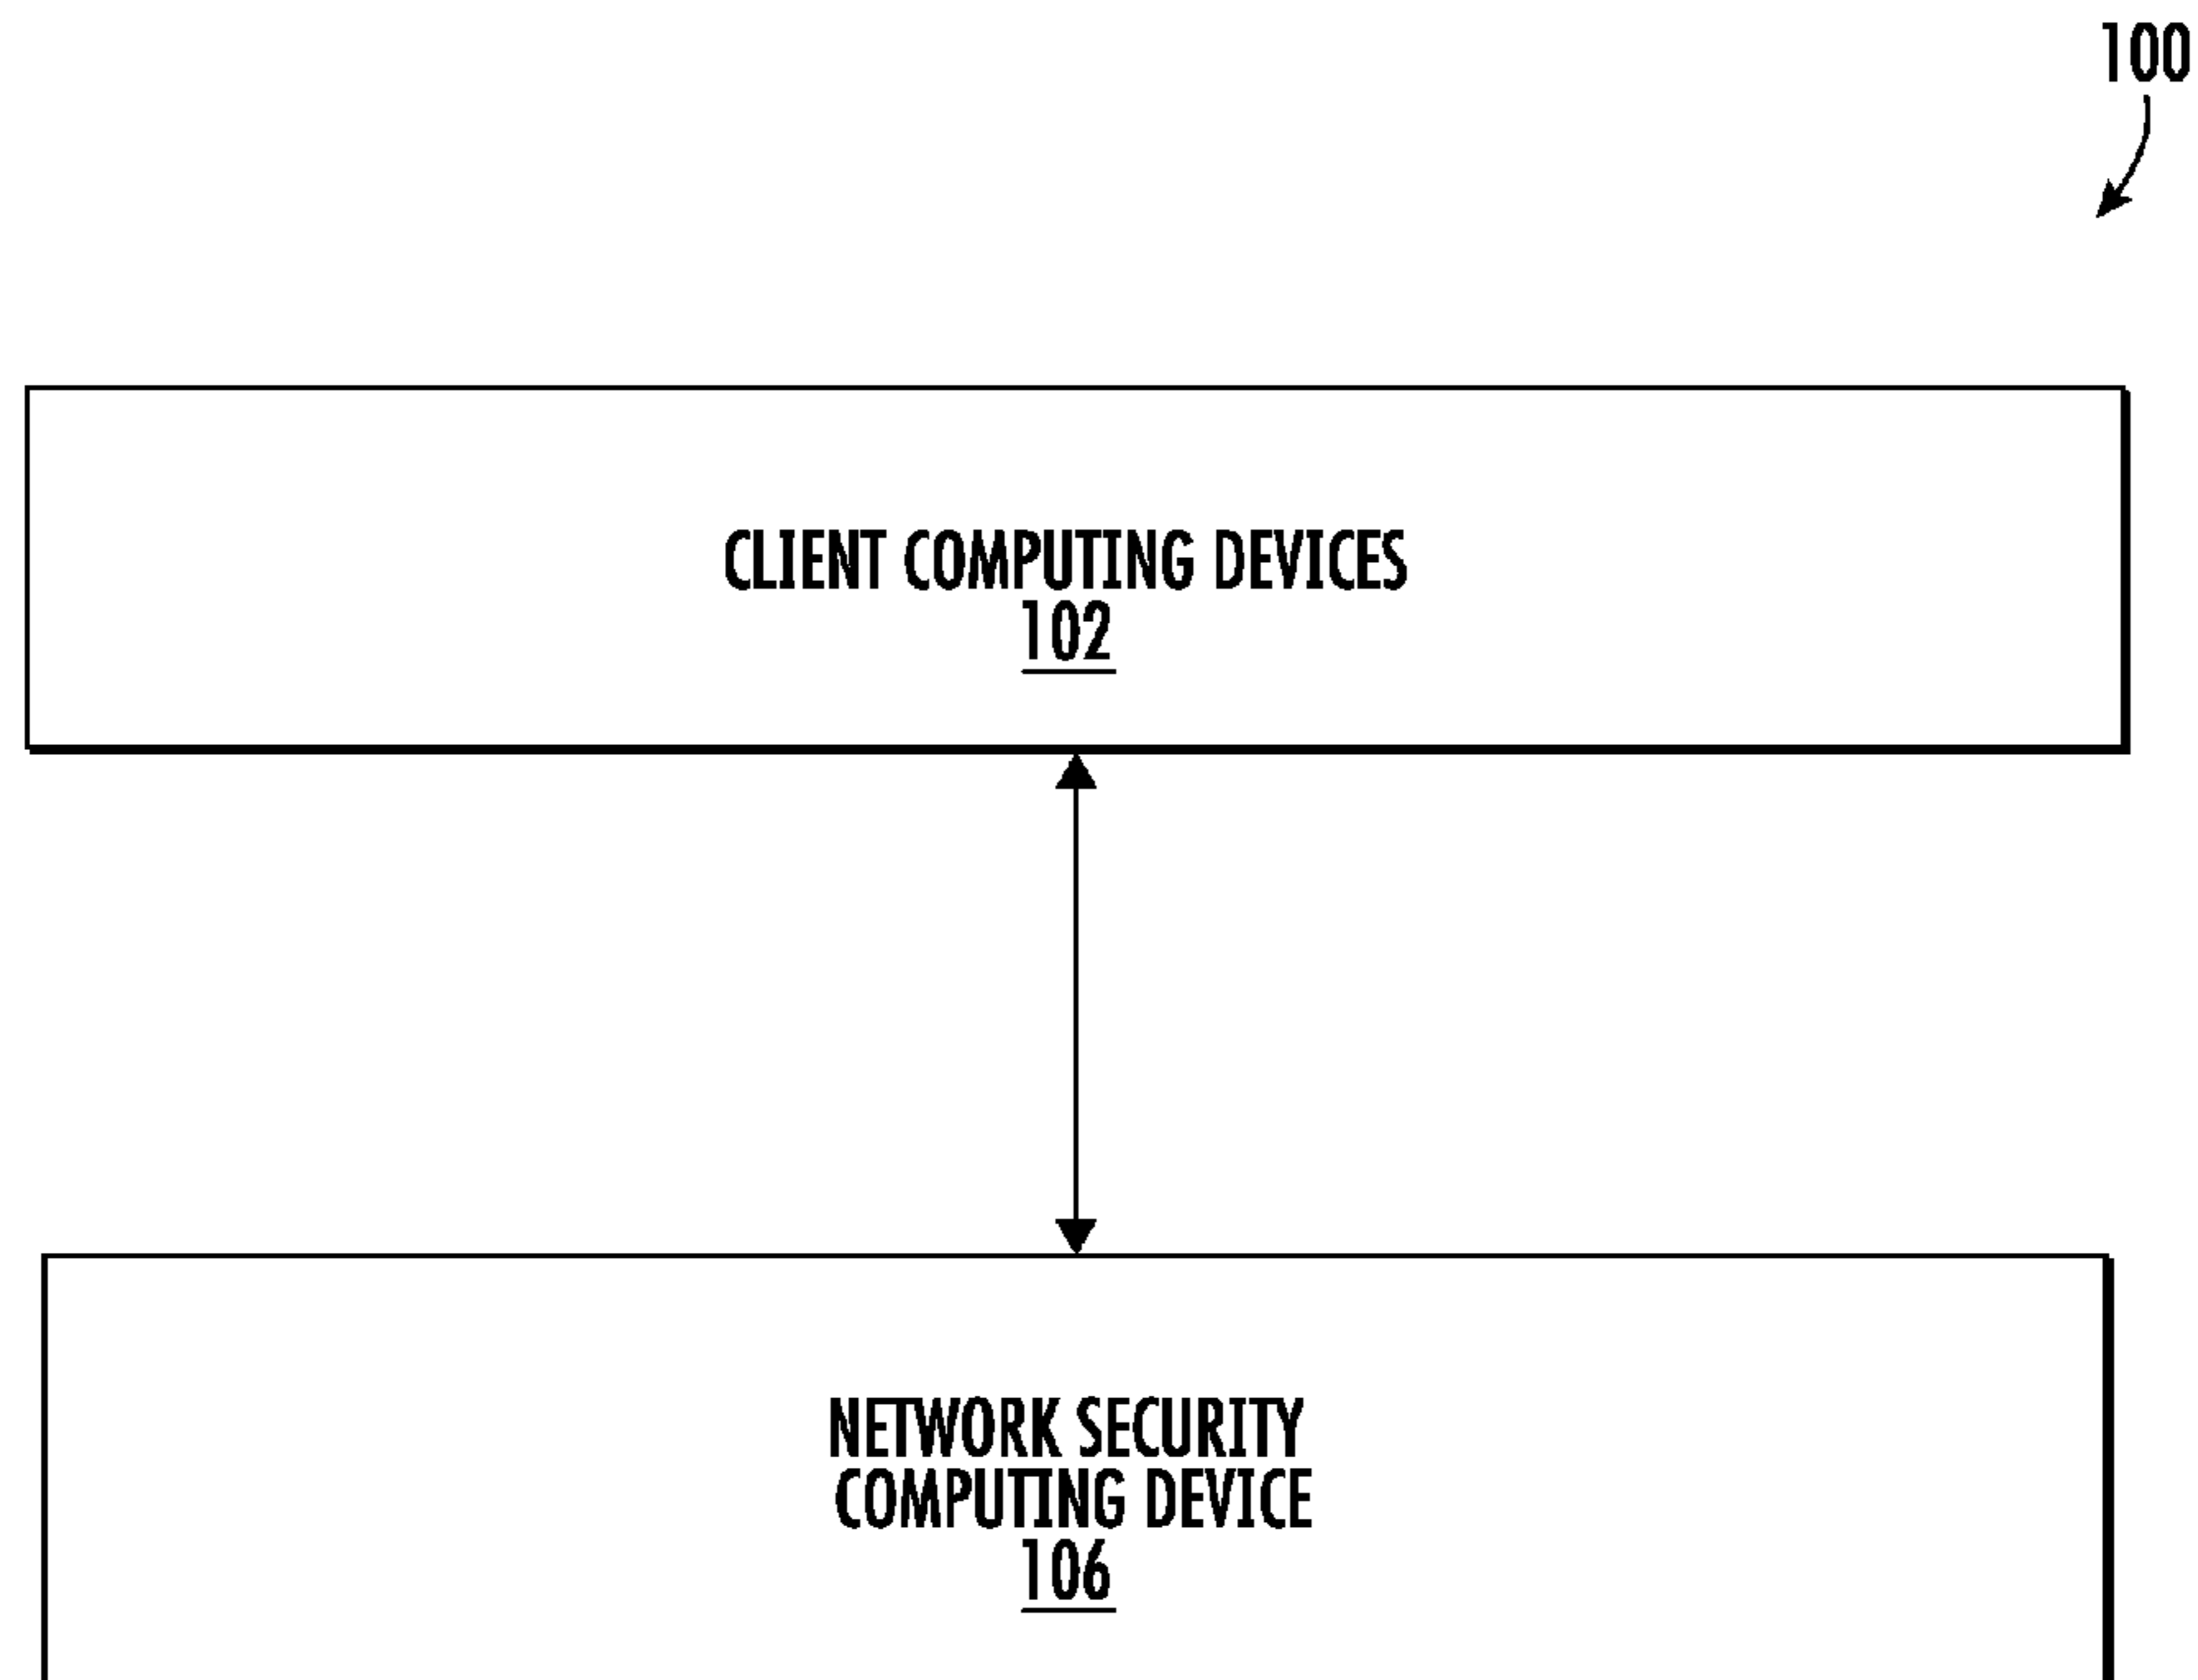 100
CLIENT COMPUTING DEVICES
102
NETWORK SECURITY
COMPUTING DEVICE
106